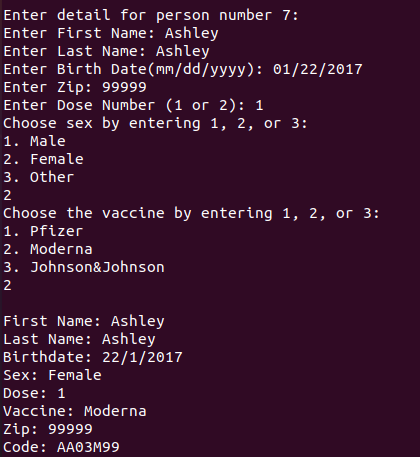 Enter detail for person number 7:
Enter First Name: Ashley
Enter Last Name: Ashley
Enter Birth Date(mm/dd/yyyy): 01/22/2017
Enter Zip: 99999
Enter Dose Number (1 or 2): 1
Choose sex by entering 1, 2, or 3:
1. Male
2. Female
3. Other
2
Choose the vaccine by entering 1, 2, or 3:
1. Pfizer
2. Moderna
3. Johnson&Johnson
2
First Name: Ashley
Last Name: Ashley
Birthdate: 22/1/2017
Sex: Female
Dose: 1
Vaccine: Moderna
Zip: 99999
Code: AA03M99